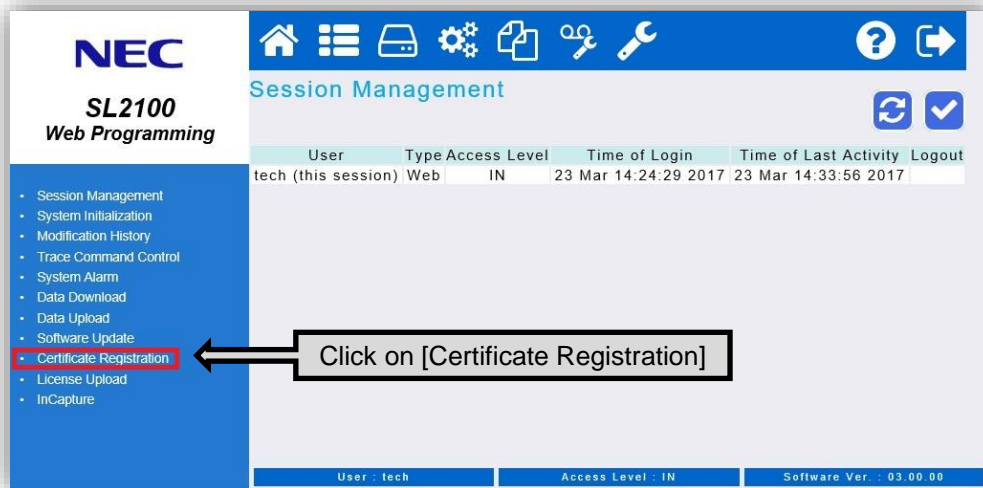 NEC
SL2100
Web Programming
Session Management
User Type Access Level Time of Login Time of Last Activity Logout
tech (this session) Web IN 23 Mar 14:24:29 2017 23 Mar 14:33:56 2017
• Session Management
• System Initialization
• Modification History
• Trace Command Control
• System Alarm
• Data Download
• Data Upload
• Software Update
• Certificate Registration
• License Upload
• InCapture
Click on [Certificate Registration]
User : tech Access Level : IN Software Ver. : 03.00.00